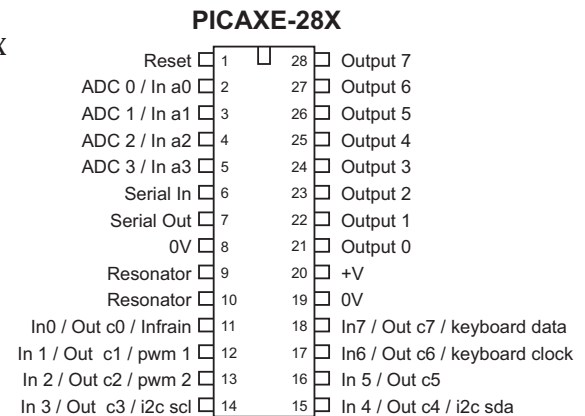 PICAXE-28X
X
Reset 1 28 Output 7
ADC 0 / In a0 2 27 Output 6
ADC 1 / In a1 3 26 Output 5
ADC 2 / In a2 4 25 Output 4
ADC 3 / In a3 5 24 Output 3
Serial In 6 23 Output 2
Serial Out 7 22 Output 1
0V 8 21 Output 0
Resonator 9 20 +V
Resonator 10 19 0V
In0 / Out c0 / Infrain 11 18 In7 / Out c7 / keyboard data
In 1 / Out c1 / pwm 1 12 17 In6 / Out c6 / keyboard clock
In 2 / Out c2 / pwm 2 13 16 In 5 / Out c5
In 3 / Out c3 / i2c scl 14 15 In 4 / Out c4 / i2c sda